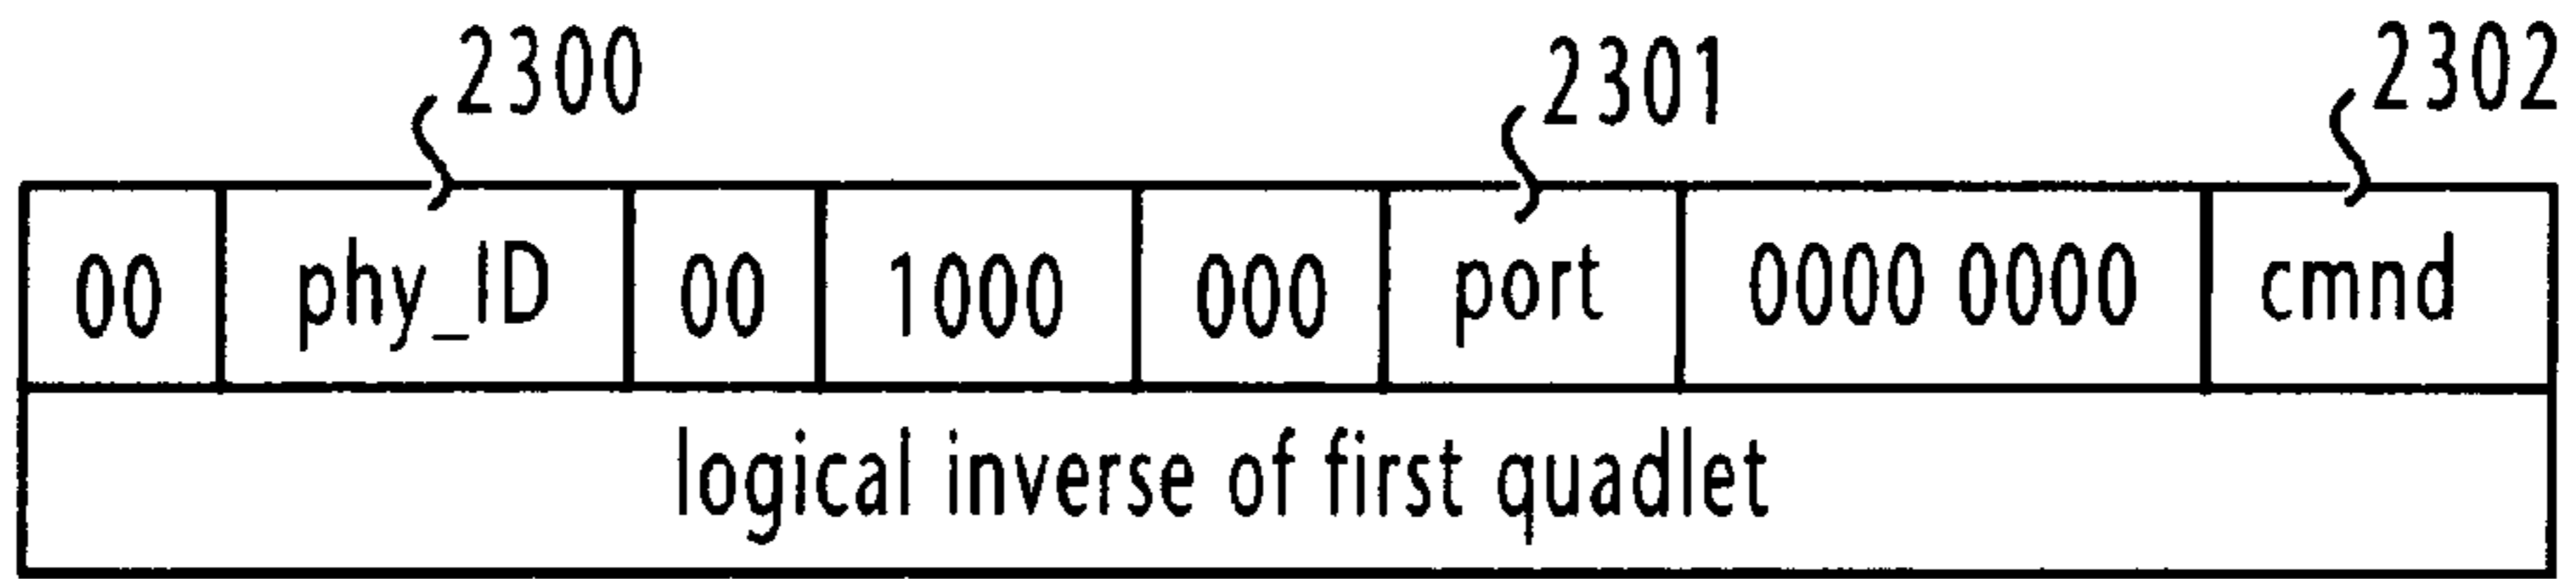 2300 2301 2302
00 phy_ID 00 1000 000 port 0000 0000 cmnd
logical inverse of first quadlet